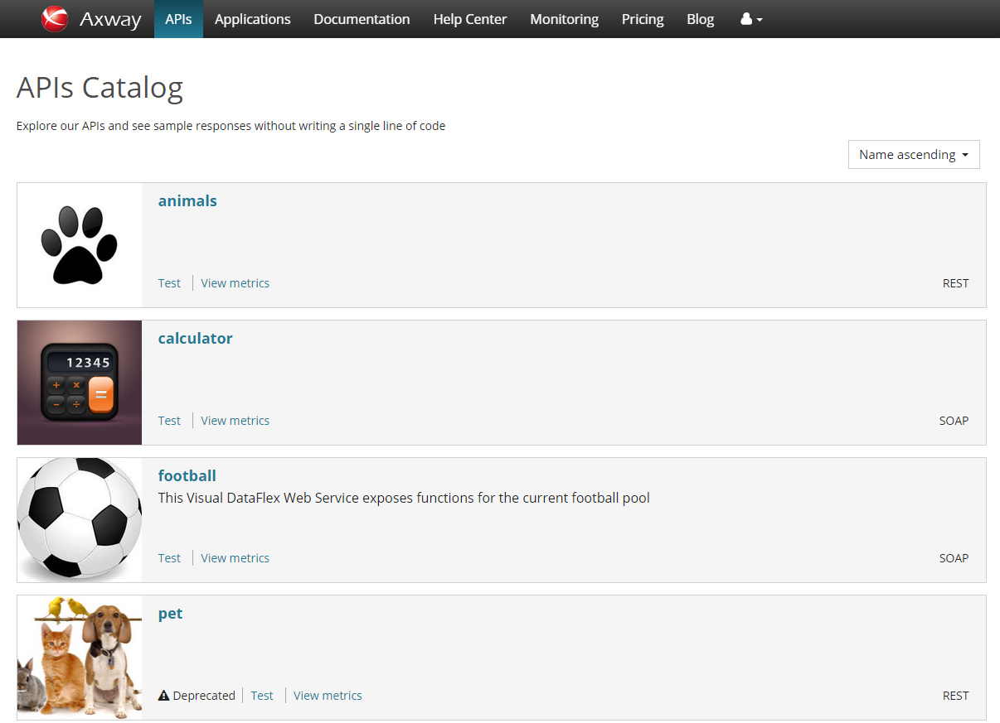 Axway APIs Applications Documentation Help Center Monitoring Pricing Blog
APIs Catalog
Explore our APIs and see sample responses without writing a single line of code
Name ascending
animals
Test View metrics REST
12345
+ x
=
- ÷
calculator
Test View metrics SOAP
football
This Visual DataFlex Web Service exposes functions for the current football pool
Test View metrics SOAP
pet
Deprecated Test View metrics REST